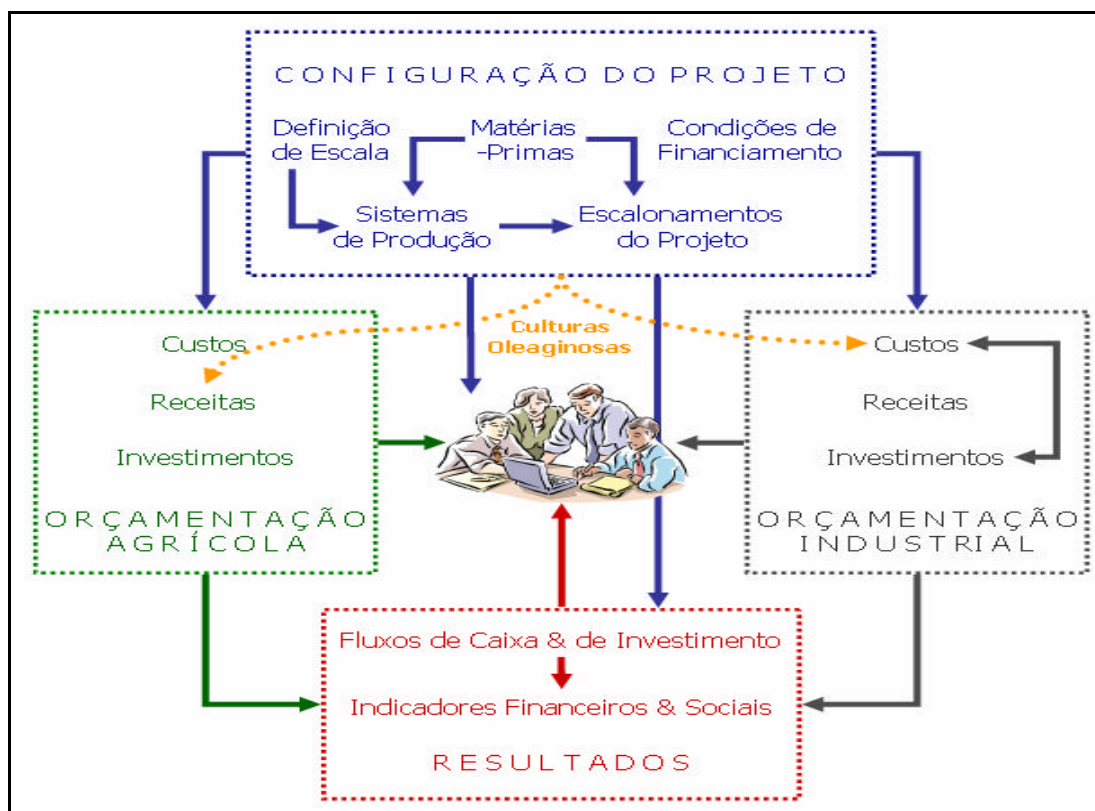 CONFIGURAÇÃO DO PROJETO
Definição
de Escala
Matérias
-Primas
Condições de
Financiamento
Sistemas
de Produção
Escalonamentos
do Projeto
Culturas
Oleaginosas
Custos
Receitas
Investimentos
ORÇAMENTAÇÃO
AGRÍCOLA
Custos
Receitas
Investimentos
ORÇAMENTAÇÃO
INDUSTRIAL
Fluxos de Caixa & de Investimento
Indicadores Financeiros & Sociais
RESULTADOS